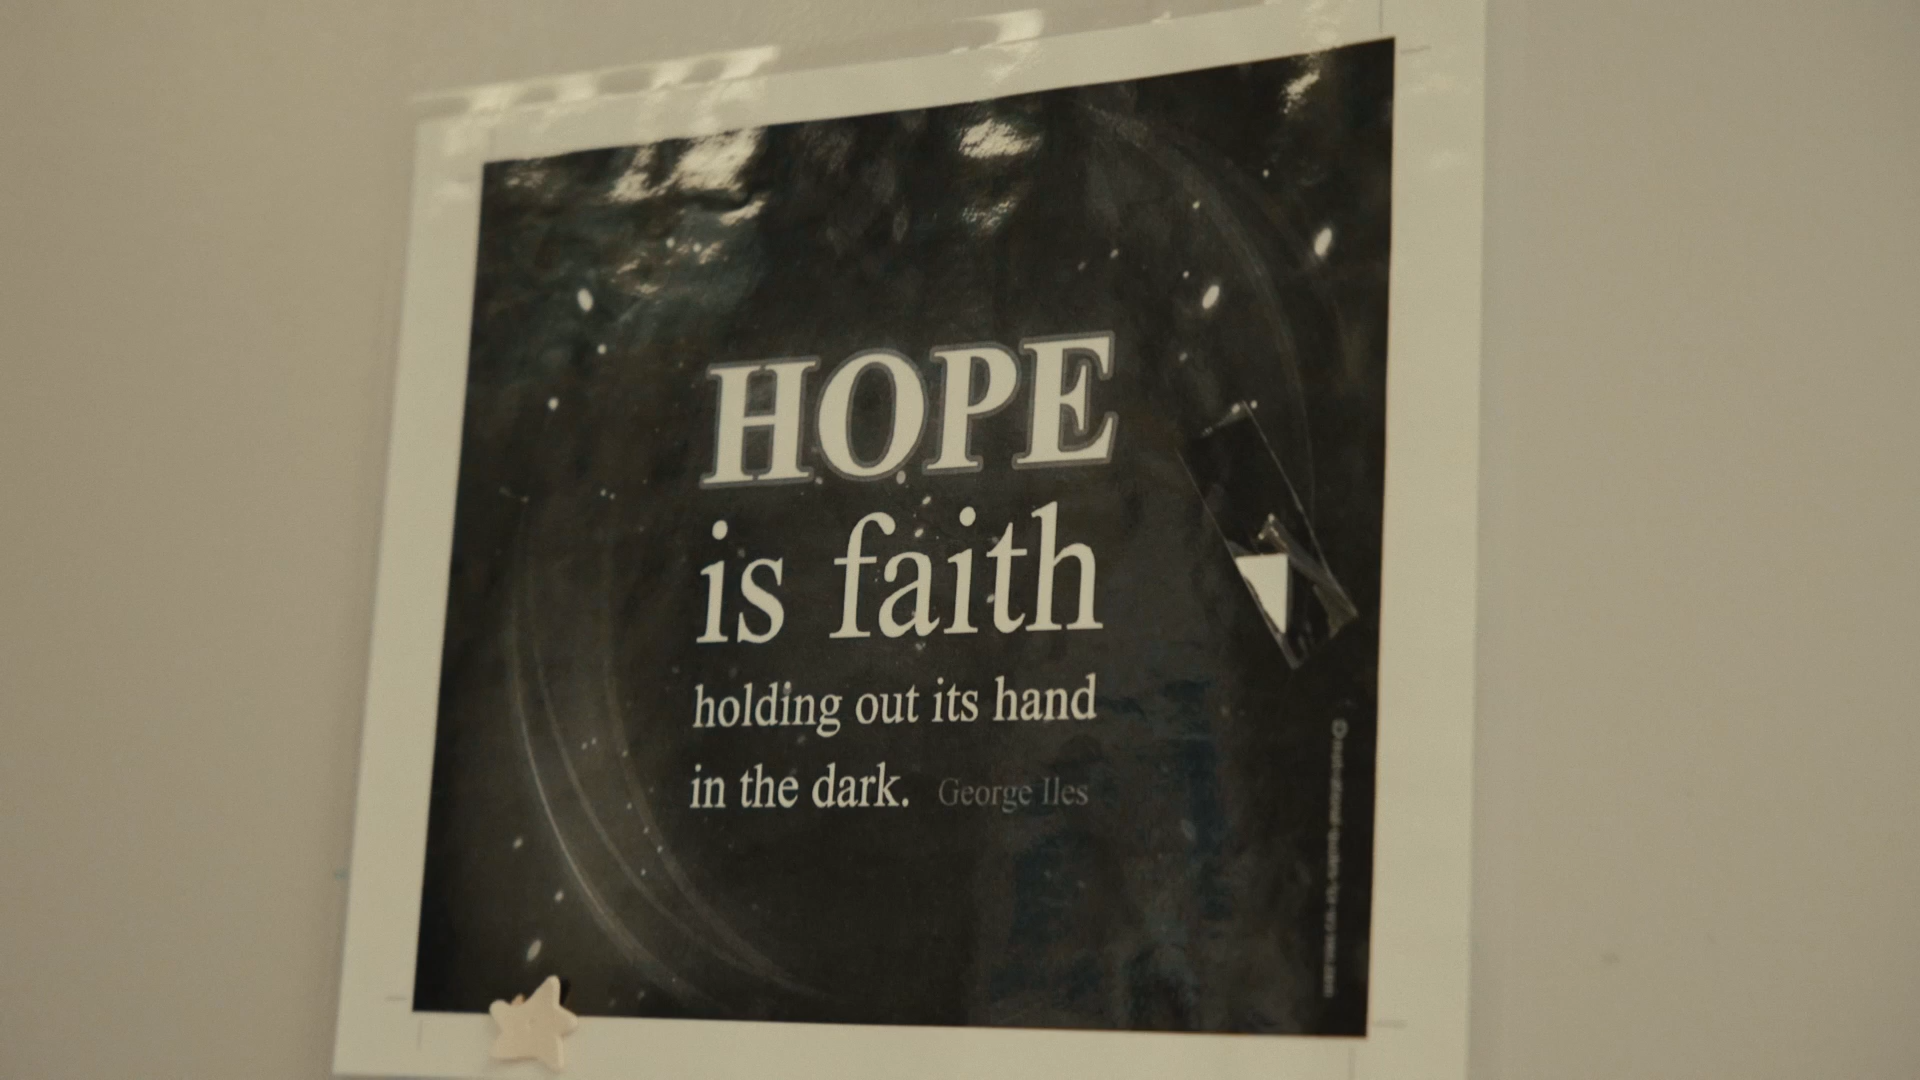 HOPE
is faith
holding out its hand
in the dark. George Iles